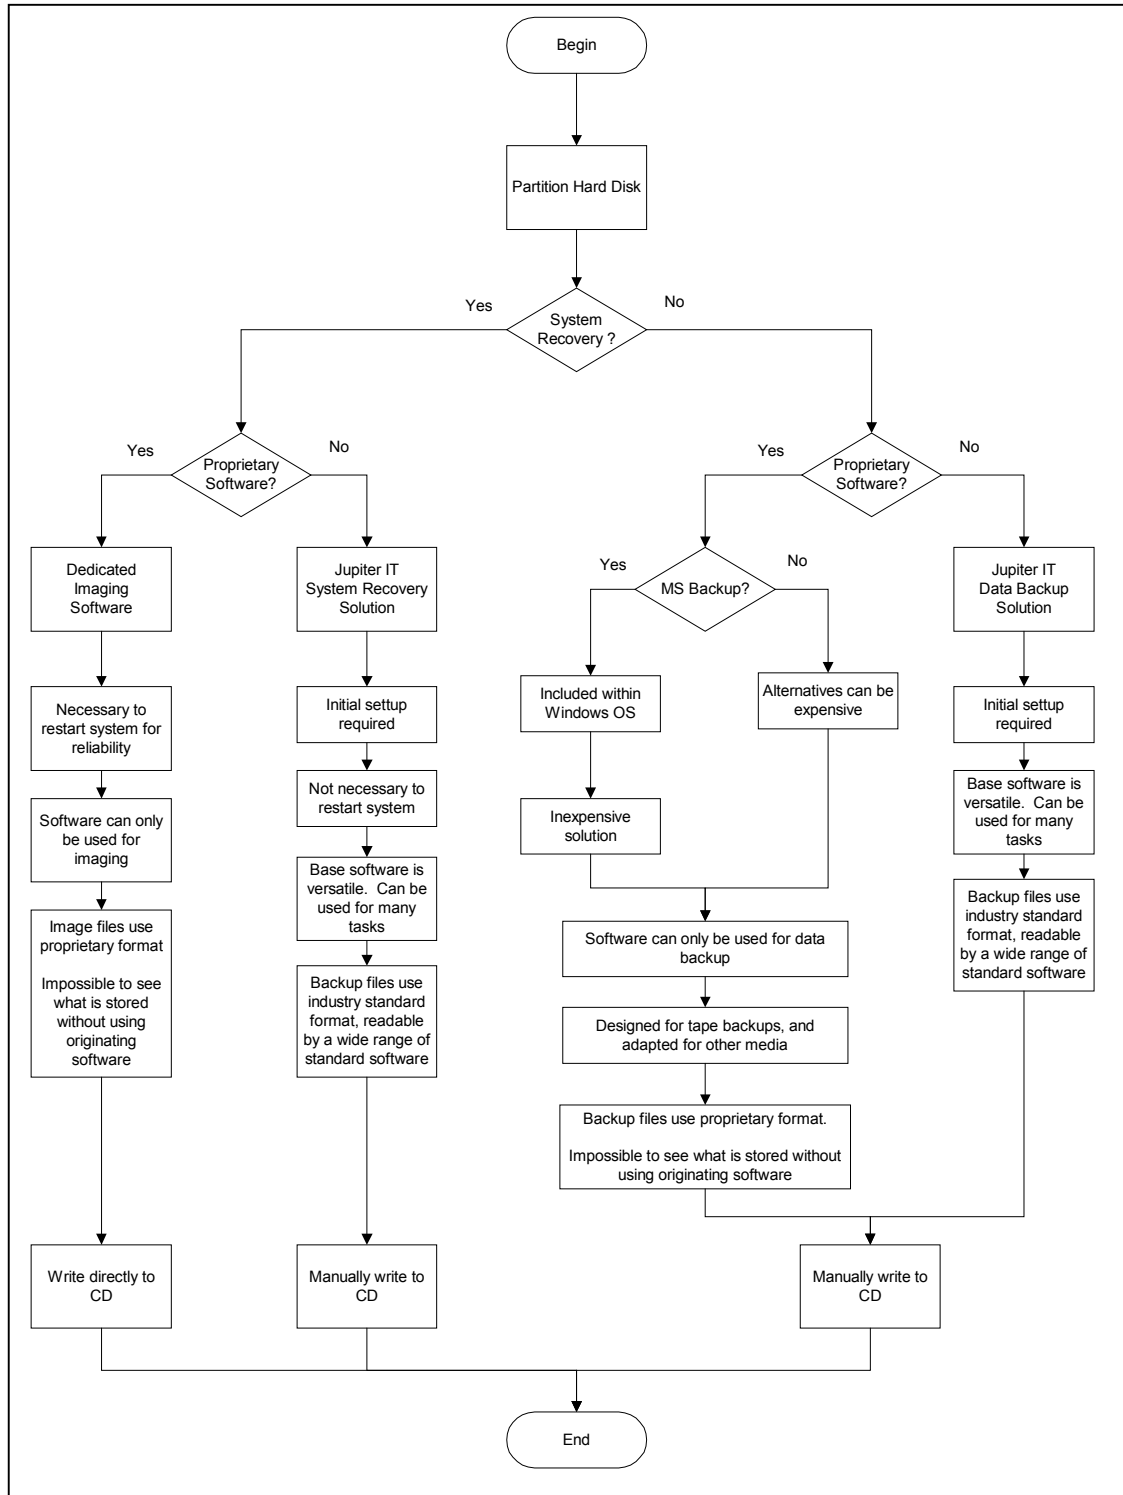 Begin
Partition Hard Disk
Yes
No
System
Recovery ?
Yes
No
Proprietary
Software?
Yes
No
Proprietary
Software?
Dedicated
Imaging
Software
Jupiter IT
System Recovery
Solution
Yes
No
MS Backup?
Jupiter IT
Data Backup
Solution
Necessary to
restart system for
reliability
Initial settup
required
Included within
Windows OS
Alternatives can be
expensive
Initial setup
required
Not necessary to
restart system
Software can only
be used for
imaging
Inexpensive
solution
Base software is
versatile. Can be
used for many
tasks
Base software is
versatile. Can be
used for many
tasks
Image files use
proprietary format
Impossible to see
what is stored
without using
originating
software
Backup files use
industry standard
format, readable
by a wide range of
standard software
Software can only be used for data
backup
Backup files use
industry standard
format, readable
by a wide range of
standard software
Designed for tape backups, and
adapted for other media
Backup files use proprietary format.
Impossible to see what is stored without
using originating software
Write directly to
CD
Manually write to
CD
Manually write to
CD
End